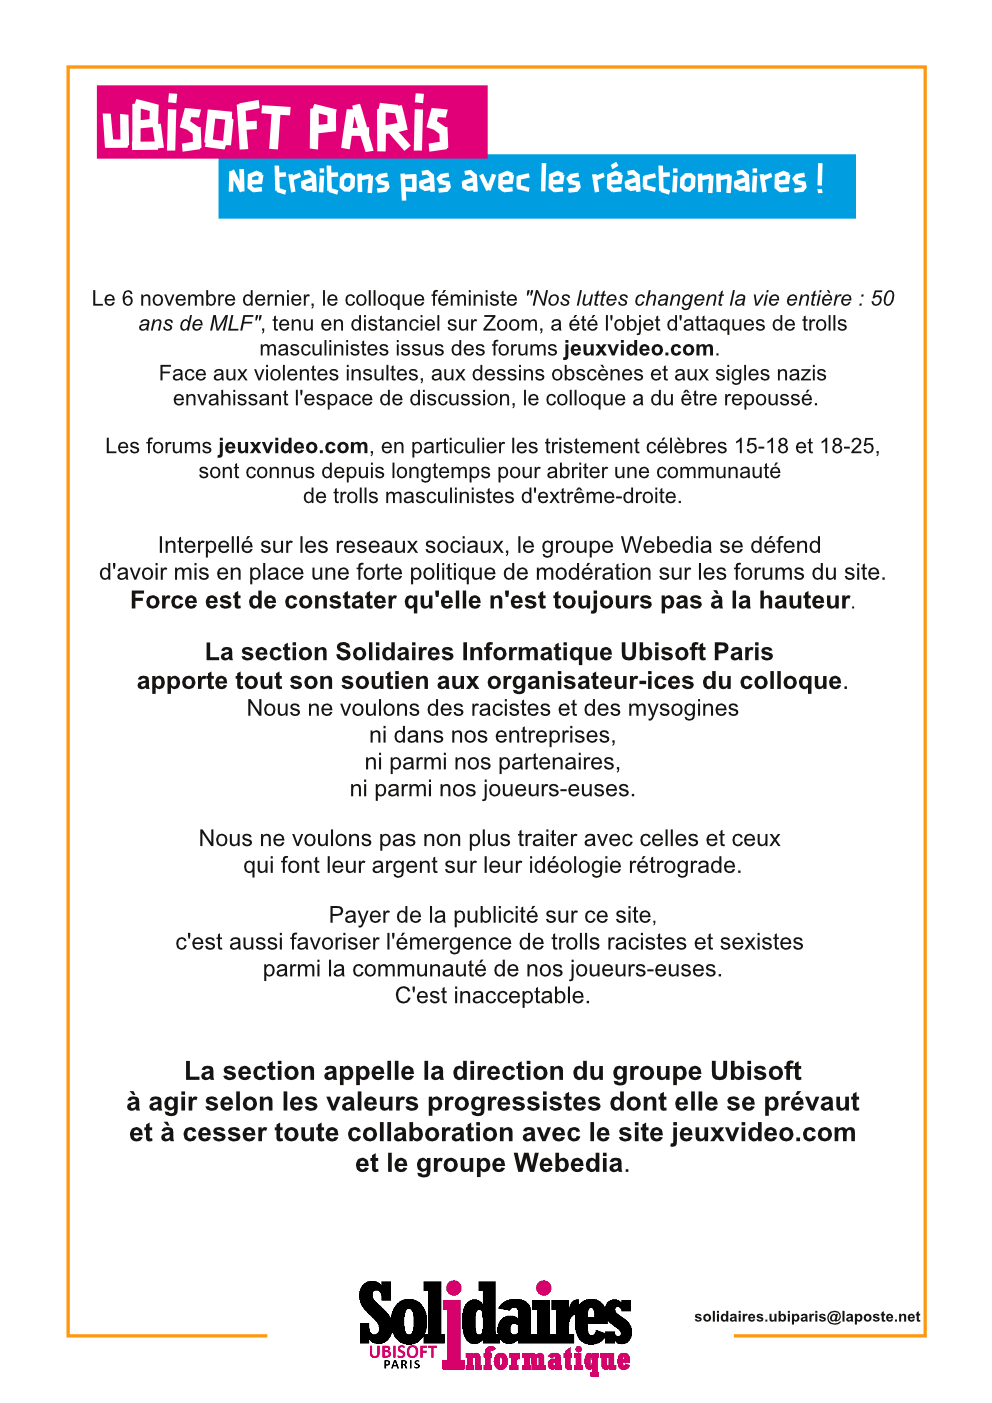 uBiSOFT PARiS
Ne traitons pas avec les réactionnaires !
Le 6 novembre dernier, le colloque féministe "Nos luttes changent la vie entière : 50
ans de MLF", tenu en distanciel sur Zoom, a été l'objet d'attaques de trolls
masculinistes issus des forums jeuxvideo.com.
Face aux violentes insultes, aux dessins obscènes et aux sigles nazis
envahissant l'espace de discussion, le colloque a du être repoussé.
Les forums jeuxvideo.com, en particulier les tristement célèbres 15-18 et 18-25,
sont connus depuis longtemps pour abriter une communauté
de trolls masculinistes d'extrême-droite.
Interpellé sur les reseaux sociaux, le groupe Webedia se défend
d'avoir mis en place une forte politique de modération sur les forums du site.
Force est de constater qu'elle n'est toujours pas à la hauteur.
La section Solidaires Informatique Ubisoft Paris
apporte tout son soutien aux organisateur-ices du colloque.
Nous ne voulons des racistes et des mysogines
ni dans nos entreprises,
ni parmi nos partenaires,
ni parmi nos joueurs-euses.
Nous ne voulons pas non plus traiter avec celles et ceux
qui font leur argent sur leur idéologie rétrograde.
Payer de la publicité sur ce site,
c'est aussi favoriser l'émergence de trolls racistes et sexistes
parmi la communauté de nos joueurs-euses.
C'est inacceptable.
La section appelle la direction du groupe Ubisoft
à agir selon les valeurs progressistes dont elle se prévaut
et à cesser toute collaboration avec le site jeuxvideo.com
et le groupe Webedia.
Solidaires
Informatique
UBISOFT
PARIS
solidaires.ubiparis@laposte.net